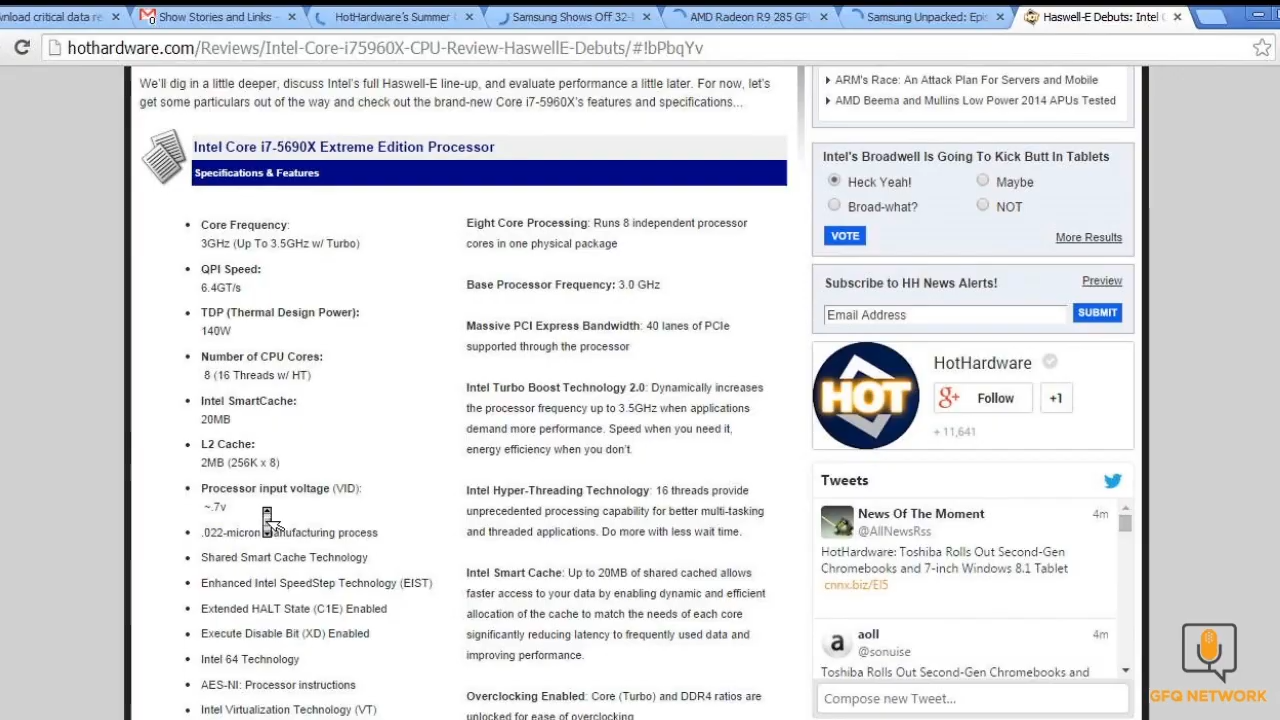 nload critical data re
Show Stories and Links -
HotHardware's Summer
Samsung Shows Off 32-
AMD Radeon R9 285 GPU
Samsung Unpacked: Epi
Haswell-E Debuts: Intel
hothardware.com/Reviews/Intel-Core-i75960X-CPU-Review-HaswellE-Debuts/#!bPbqYv
We'll dig in a little deeper, discuss Intel's full Haswell-E line-up, and evaluate performance a little later. For now, let's
get some particulars out of the way and check out the brand-new Core i7-5960X's features and specifications...
Intel Core i7-5690X Extreme Edition Processor
Specifications & Features
Core Frequency:
3GHz (Up To 3.5GHz w/ Turbo)
QPI Speed:
6.4GT/s
TDP (Thermal Design Power):
140W
Number of CPU Cores:
8 (16 Threads w/ HT)
Intel SmartCache:
20MB
L2 Cache:
2MB (256K x 8)
Processor input voltage (VID):
~.7v
.022-micron manufacturing process
Shared Smart Cache Technology
Enhanced Intel SpeedStep Technology (EIST)
Extended HALT State (C1E) Enabled
Execute Disable Bit (XD) Enabled
Intel 64 Technology
AES-NI: Processor instructions
Intel Virtualization Technology (VT)
Eight Core Processing: Runs 8 independent processor
cores in one physical package
Base Processor Frequency: 3.0 GHz
Massive PCI Express Bandwidth: 40 lanes of PCIe
supported through the processor
Intel Turbo Boost Technology 2.0: Dynamically increases
the processor frequency up to 3.5GHz when applications
demand more performance. Speed when you need it,
energy efficiency when you don't.
Intel Hyper-Threading Technology: 16 threads provide
unprecedented processing capability for better multi-tasking
and threaded applications. Do more with less wait time.
Intel Smart Cache: Up to 20MB of shared cached allows
faster access to your data by enabling dynamic and efficient
allocation of the cache to match the needs of each core
significantly reducing latency to frequently used data and
improving performance.
Overclocking Enabled: Core (Turbo) and DDR4 ratios are
unlocked for ease of overclocking
ARM's Race: An Attack Plan For Servers and Mobile
AMD Beema and Mullins Low Power 2014 APUs Tested
Intel's Broadwell Is Going To Kick Butt In Tablets
Heck Yeah!
Maybe
Broad-what?
NOT
VOTE
More Results
Subscribe to HH News Alerts!
Preview
Email Address
SUBMIT
HOT
HotHardware
g+ Follow
+1
+ 11,641
Tweets
News Of The Moment
4m
@AllNewsRss
HotHardware: Toshiba Rolls Out Second-Gen
Chromebooks and 7-inch Windows 8.1 Tablet
cnnx.biz/EI5
a
aoll
4m
@sonuise
Toshiba Rolls Out Second-Gen Chromebooks and
Compose new Tweet...
GFQ NETWORK